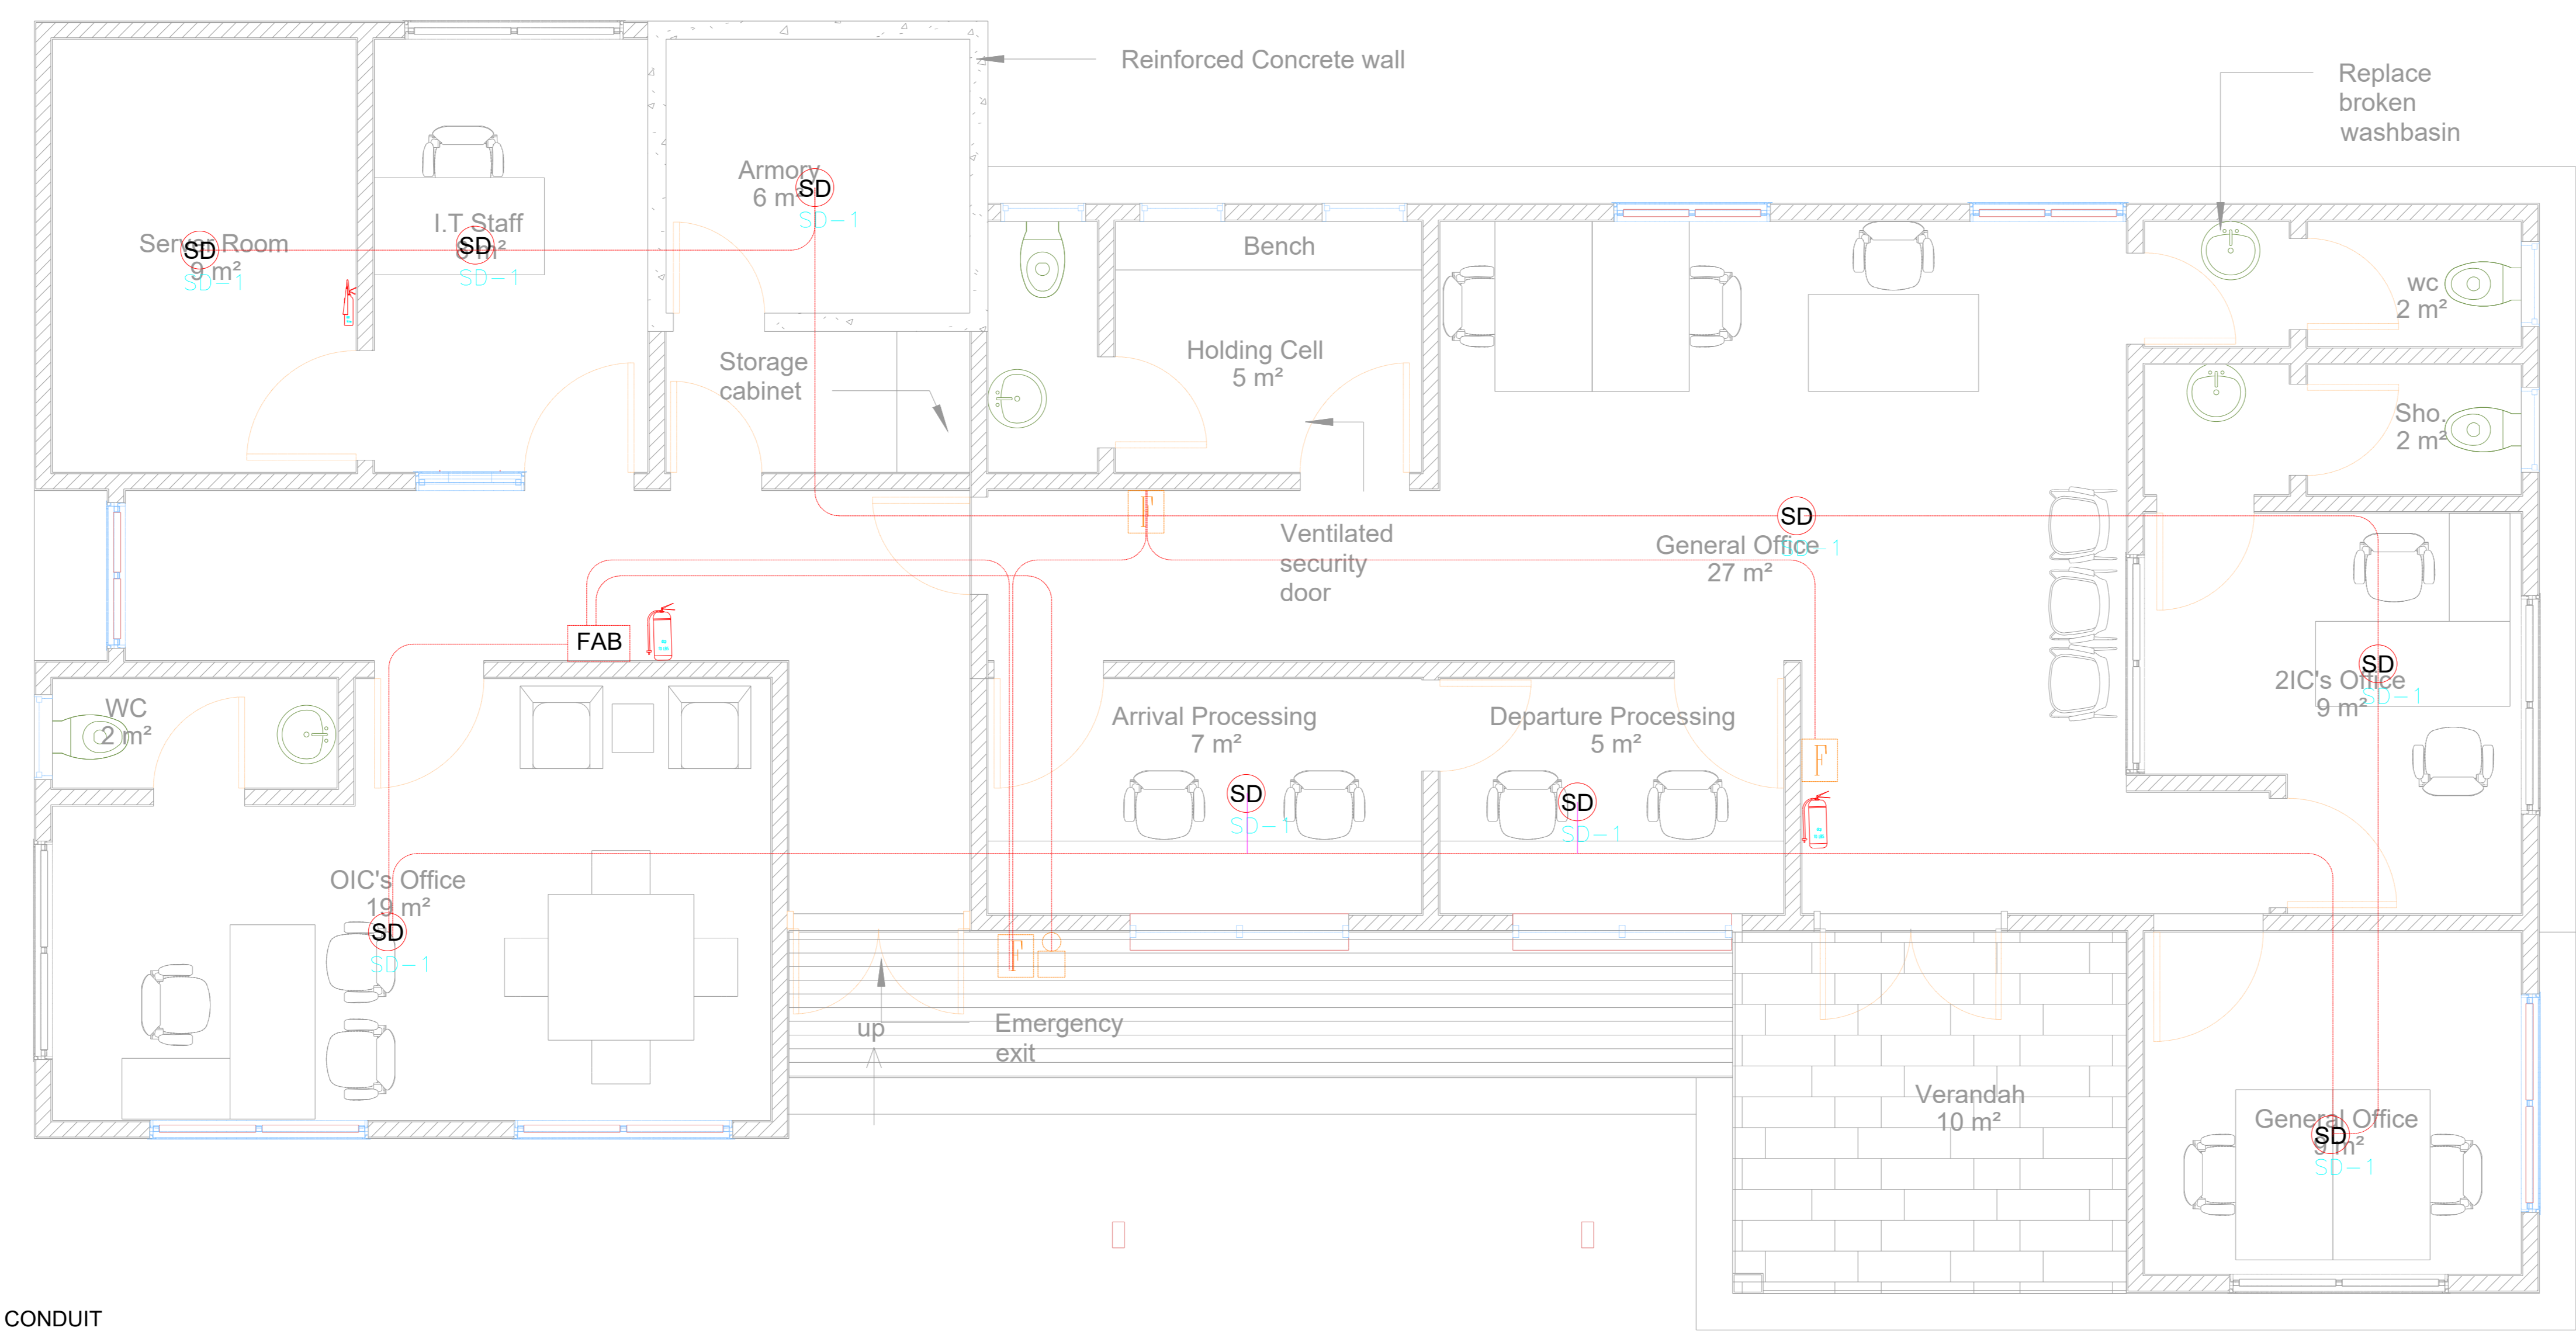 Reinforced Concrete wall
Replace
broken
washbasin
Armory
6 m²
SD
SD-1
Server Room
SD
9 m²
SD-1
I.T Staff
SD
SD-1
Bench
wc
2 m²
Storage
cabinet
Holding Cell
5 m²
Sho.
2 m²
F
SD
SD-1
Ventilated
security
door
General Office
27 m²
FAB
SD
2IC's Office
SD-1
9 m²
WC
2 m²
Arrival Processing
7 m²
Departure Processing
5 m²
F
SD
SD-1
SD
SD-1
OIC's Office
19 m²
SD
SD-1
F
up
Emergency
exit
Verandah
10 m²
General Office
SD
9 m²
SD-1
CONDUIT